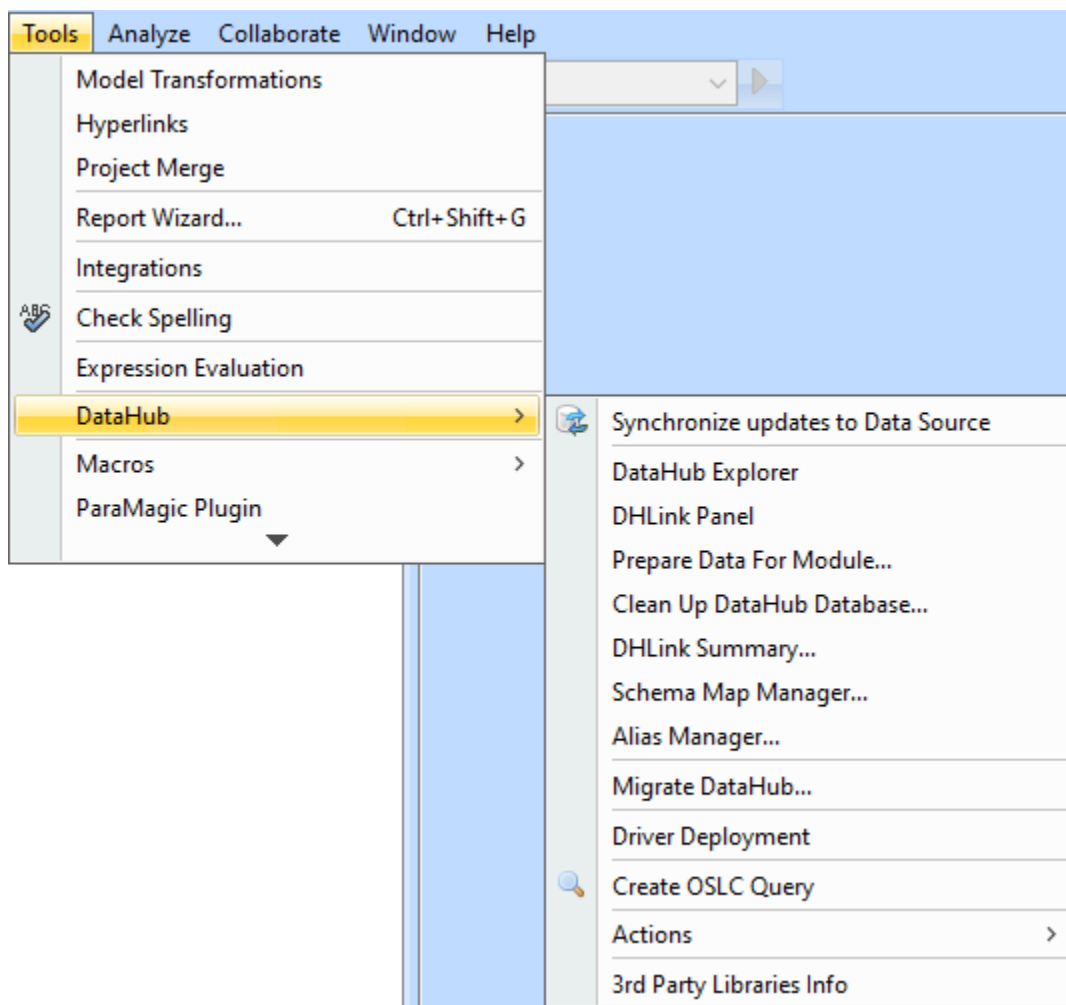 Tools Analyze Collaborate Window Help
Model Transformations
Hyperlinks
Project Merge
Report Wizard... Ctrl+Shift+G
Integrations
ABC
Check Spelling
Expression Evaluation
DataHub
Macros
ParaMagic Plugin
Synchronize updates to Data Source
DataHub Explorer
DHLink Panel
Prepare Data For Module...
Clean Up DataHub Database...
DHLink Summary...
Schema Map Manager...
Alias Manager...
Migrate DataHub...
Driver Deployment
Create OSLC Query
Actions
3rd Party Libraries Info